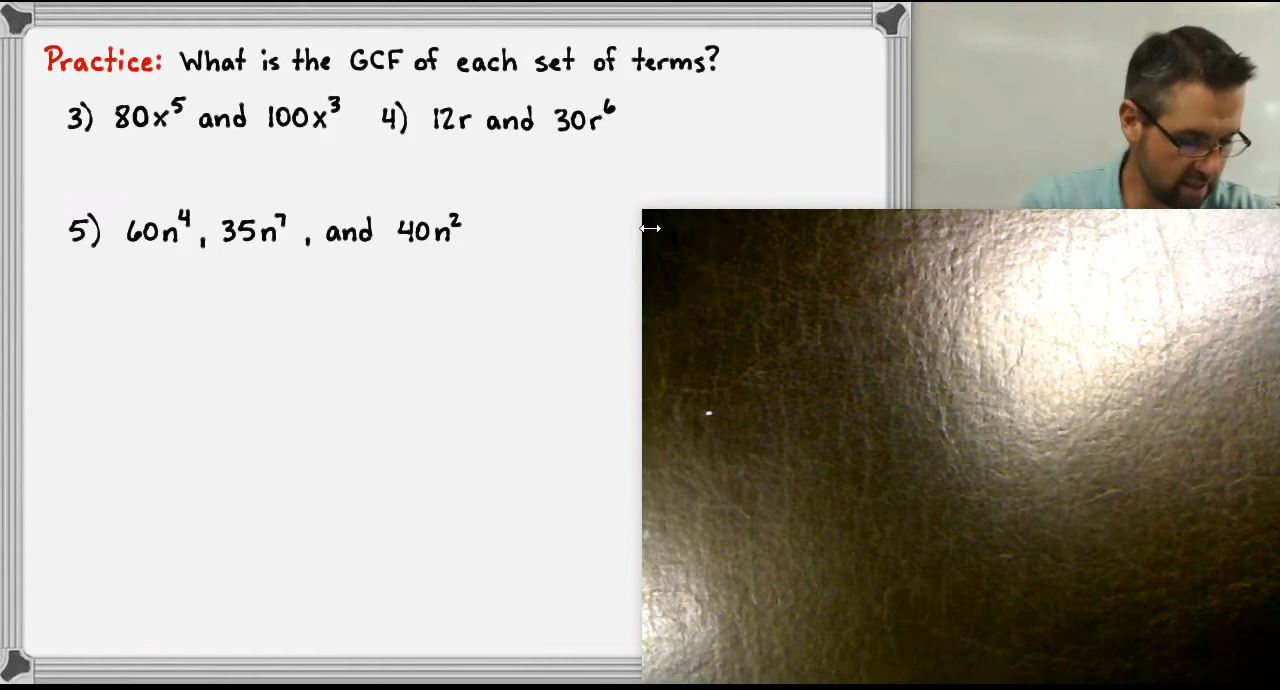 Practice: What is the GCF of each set of terms?
3) 80x⁵ and 100x³ 4) 12r and 30r⁶
5) 60n⁴, 35n⁷, and 40n²